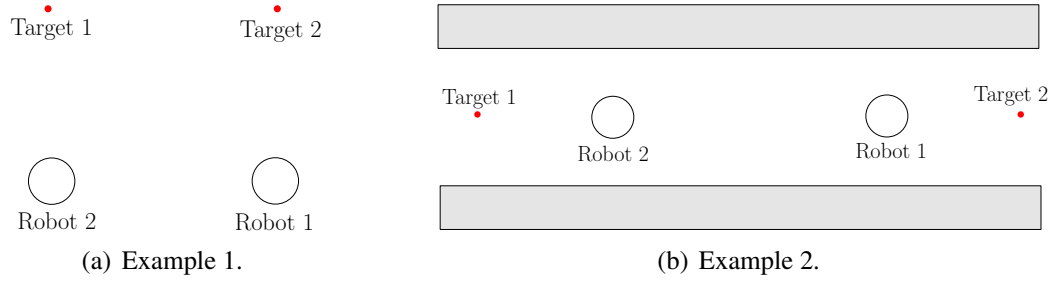 Target 1
Target 2
Robot 2
Robot 1
(a) Example 1.
Target 1
Target 2
Robot 2
Robot 1
(b) Example 2.